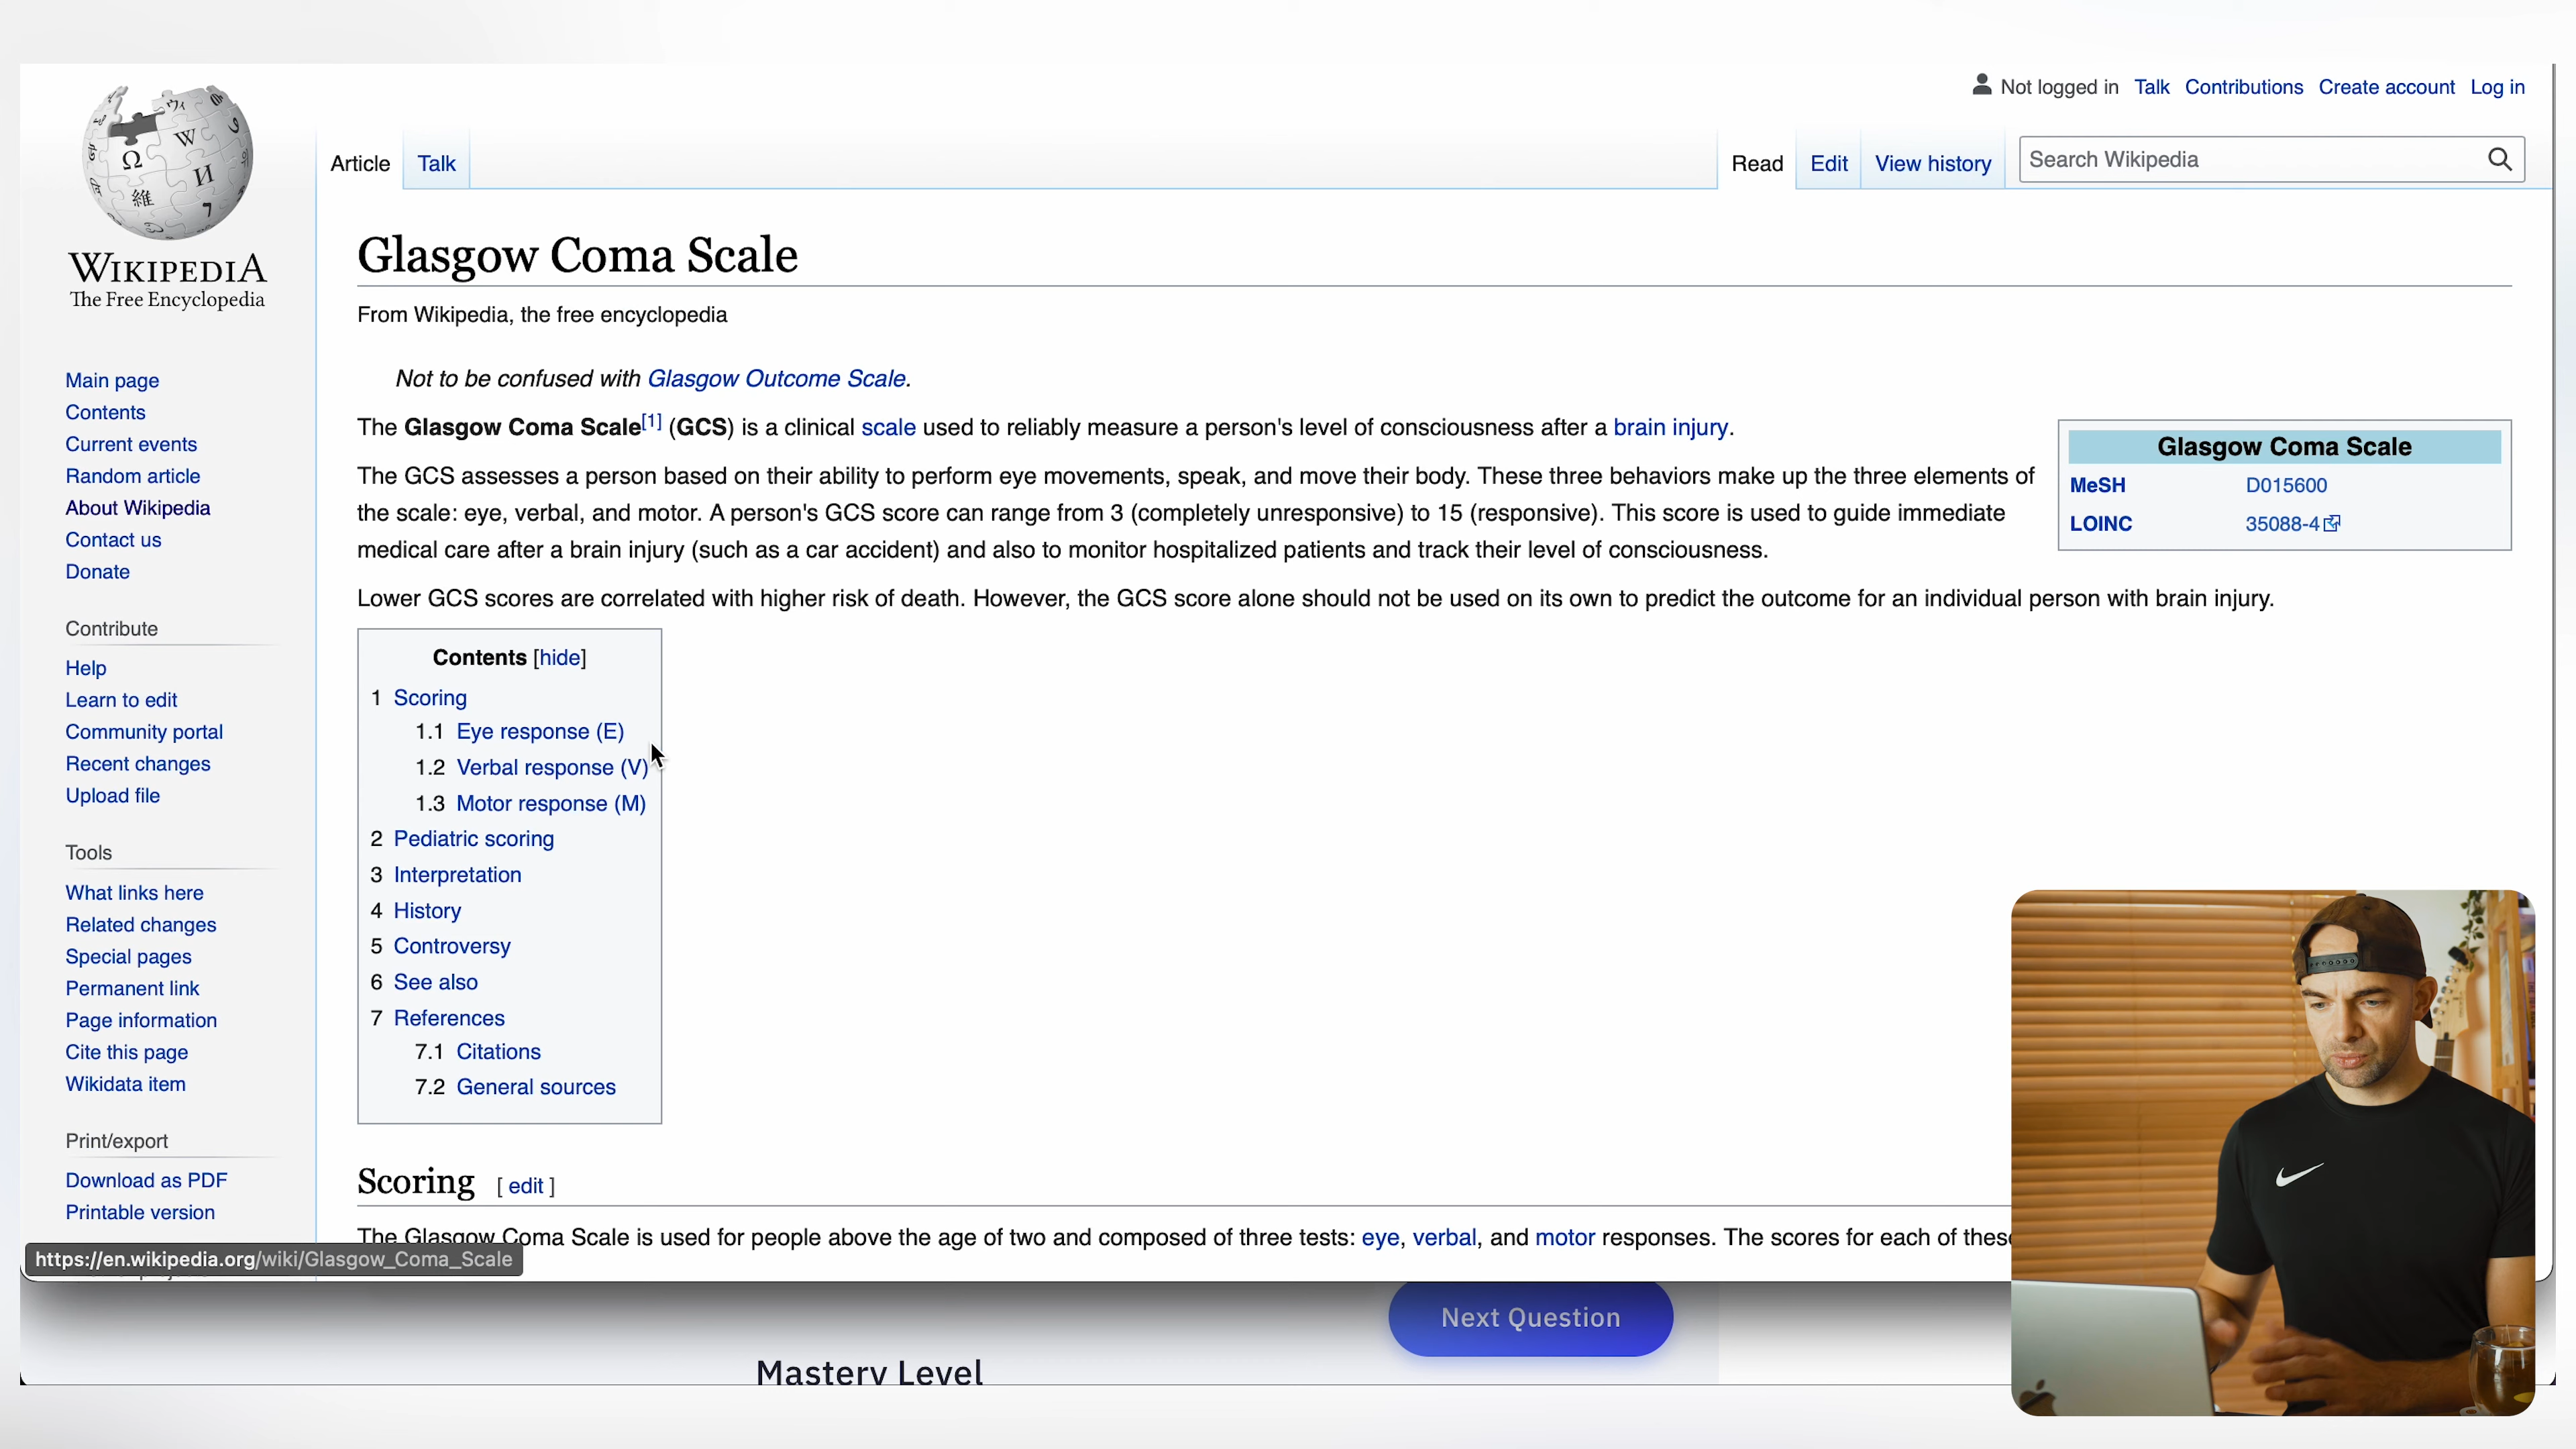 Not logged in Talk Contributions Create account Log in
Article Talk Read Edit View history Search Wikipedia
WIKIPEDIA
The Free Encyclopedia
Main page
Contents
Current events
Random article
About Wikipedia
Contact us
Donate
Contribute
Help
Learn to edit
Community portal
Recent changes
Upload file
Tools
What links here
Related changes
Special pages
Permanent link
Page information
Cite this page
Wikidata item
Print/export
Download as PDF
Printable version
Glasgow Coma Scale
From Wikipedia, the free encyclopedia
Not to be confused with Glasgow Outcome Scale.
The Glasgow Coma Scale[1] (GCS) is a clinical scale used to reliably measure a person's level of consciousness after a brain injury.
The GCS assesses a person based on their ability to perform eye movements, speak, and move their body. These three behaviors make up the three elements of
the scale: eye, verbal, and motor. A person's GCS score can range from 3 (completely unresponsive) to 15 (responsive). This score is used to guide immediate
medical care after a brain injury (such as a car accident) and also to monitor hospitalized patients and track their level of consciousness.
Lower GCS scores are correlated with higher risk of death. However, the GCS score alone should not be used on its own to predict the outcome for an individual person with brain injury.
Glasgow Coma Scale
MeSH D015600
LOINC 35088-4
Contents [hide]
1 Scoring
1.1 Eye response (E)
1.2 Verbal response (V)
1.3 Motor response (M)
2 Pediatric scoring
3 Interpretation
4 History
5 Controversy
6 See also
7 References
7.1 Citations
7.2 General sources
Scoring [ edit ]
The Glasgow Coma Scale is used for people above the age of two and composed of three tests: eye, verbal, and motor responses. The scores for each of these
https://en.wikipedia.org/wiki/Glasgow_Coma_Scale
Next Question
Mastery Level